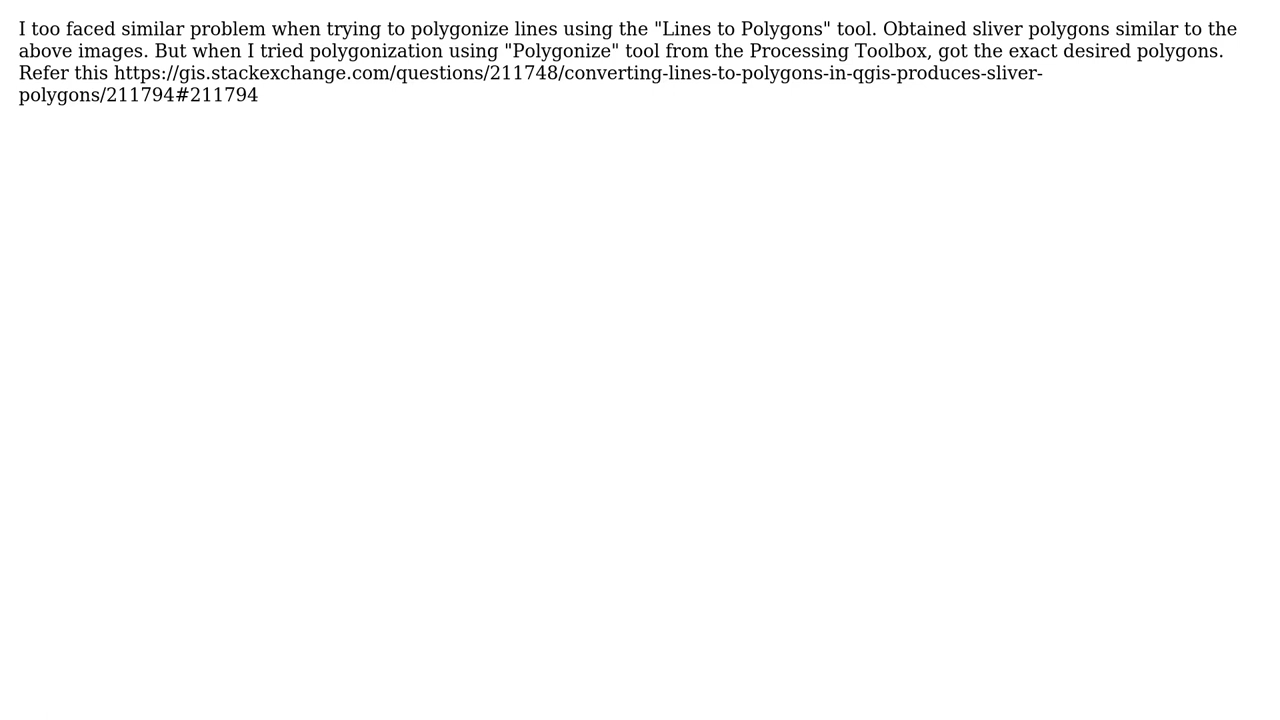 I too faced similar problem when trying to polygonize lines using the "Lines to Polygons" tool. Obtained sliver polygons similar to the
above images. But when I tried polygonization using "Polygonize" tool from the Processing Toolbox, got the exact desired polygons.
Refer this https://gis.stackexchange.com/questions/211748/converting-lines-to-polygons-in-qgis-produces-sliver-
polygons/211794#211794